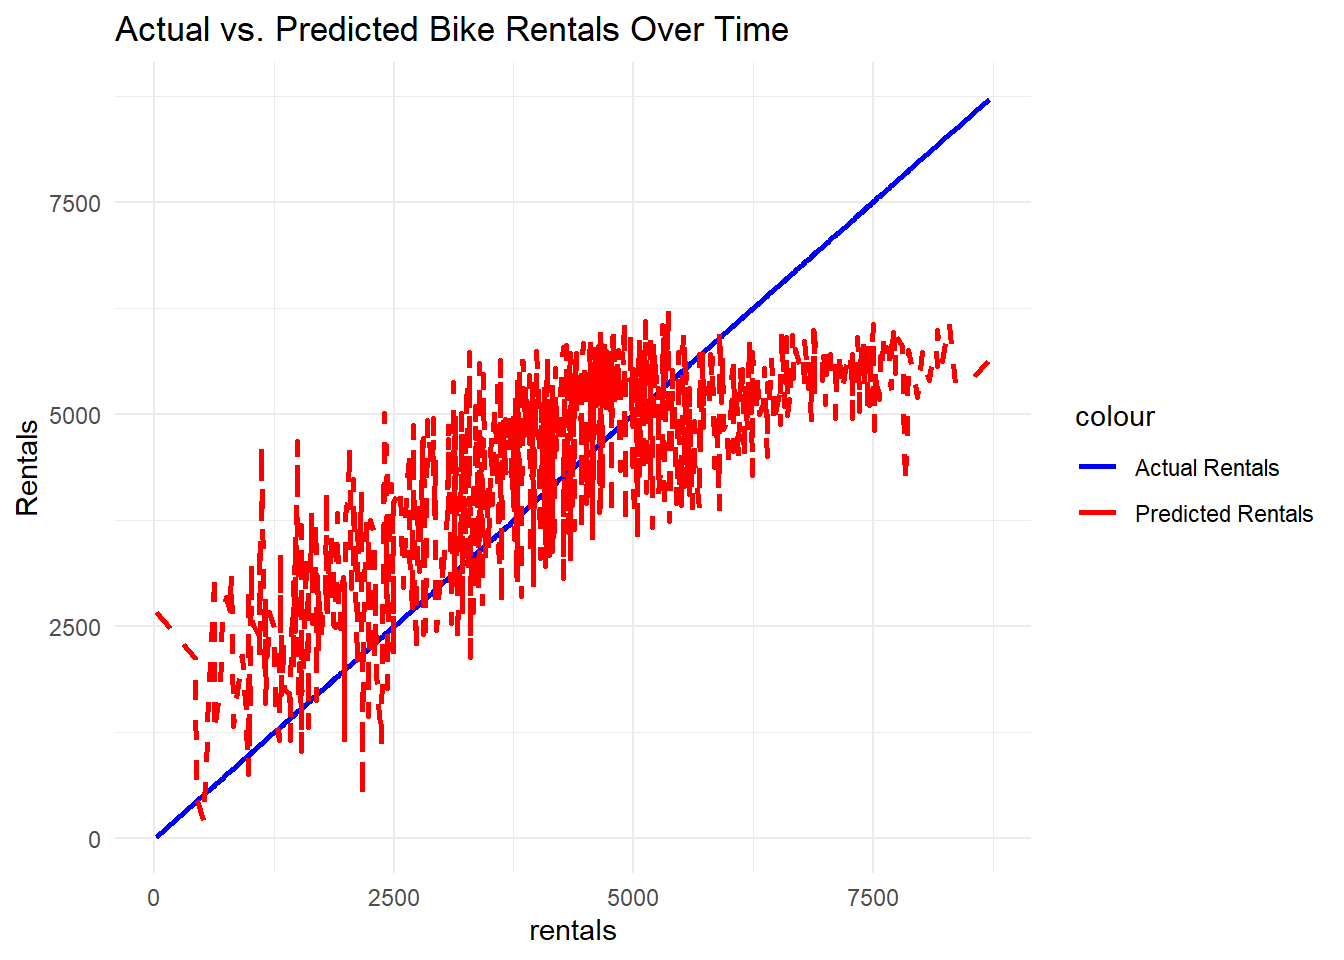 Actual vs. Predicted Bike Rentals Over Time
Rentals
7500
5000
2500
0
0 2500 5000 7500
rentals
colour
Actual Rentals
Predicted Rentals